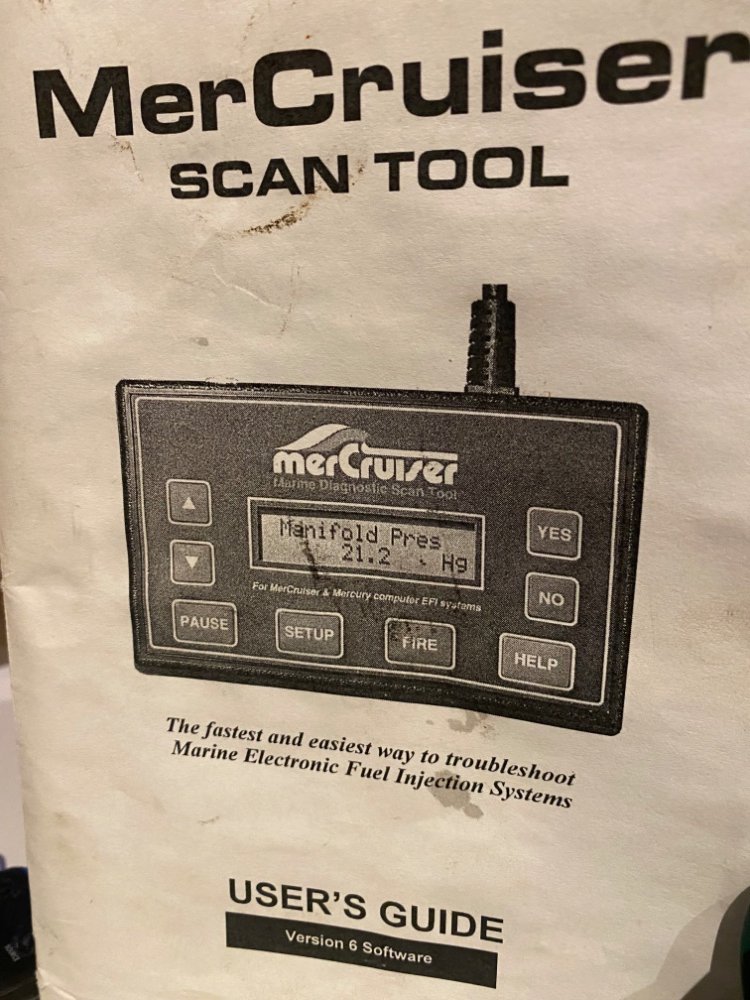 MerCruiser
SCAN TOOL
merCruiser
Marine Diagnostic Scan Tool
Manifold Pres
21.2 Hg
For MerCruiser & Mercury computer EFI systems
▲
▼
YES
NO
PAUSE
SETUP
FIRE
HELP
The fastest and easiest way to troubleshoot
Marine Electronic Fuel Injection Systems
USER'S GUIDE
Version 6 Software